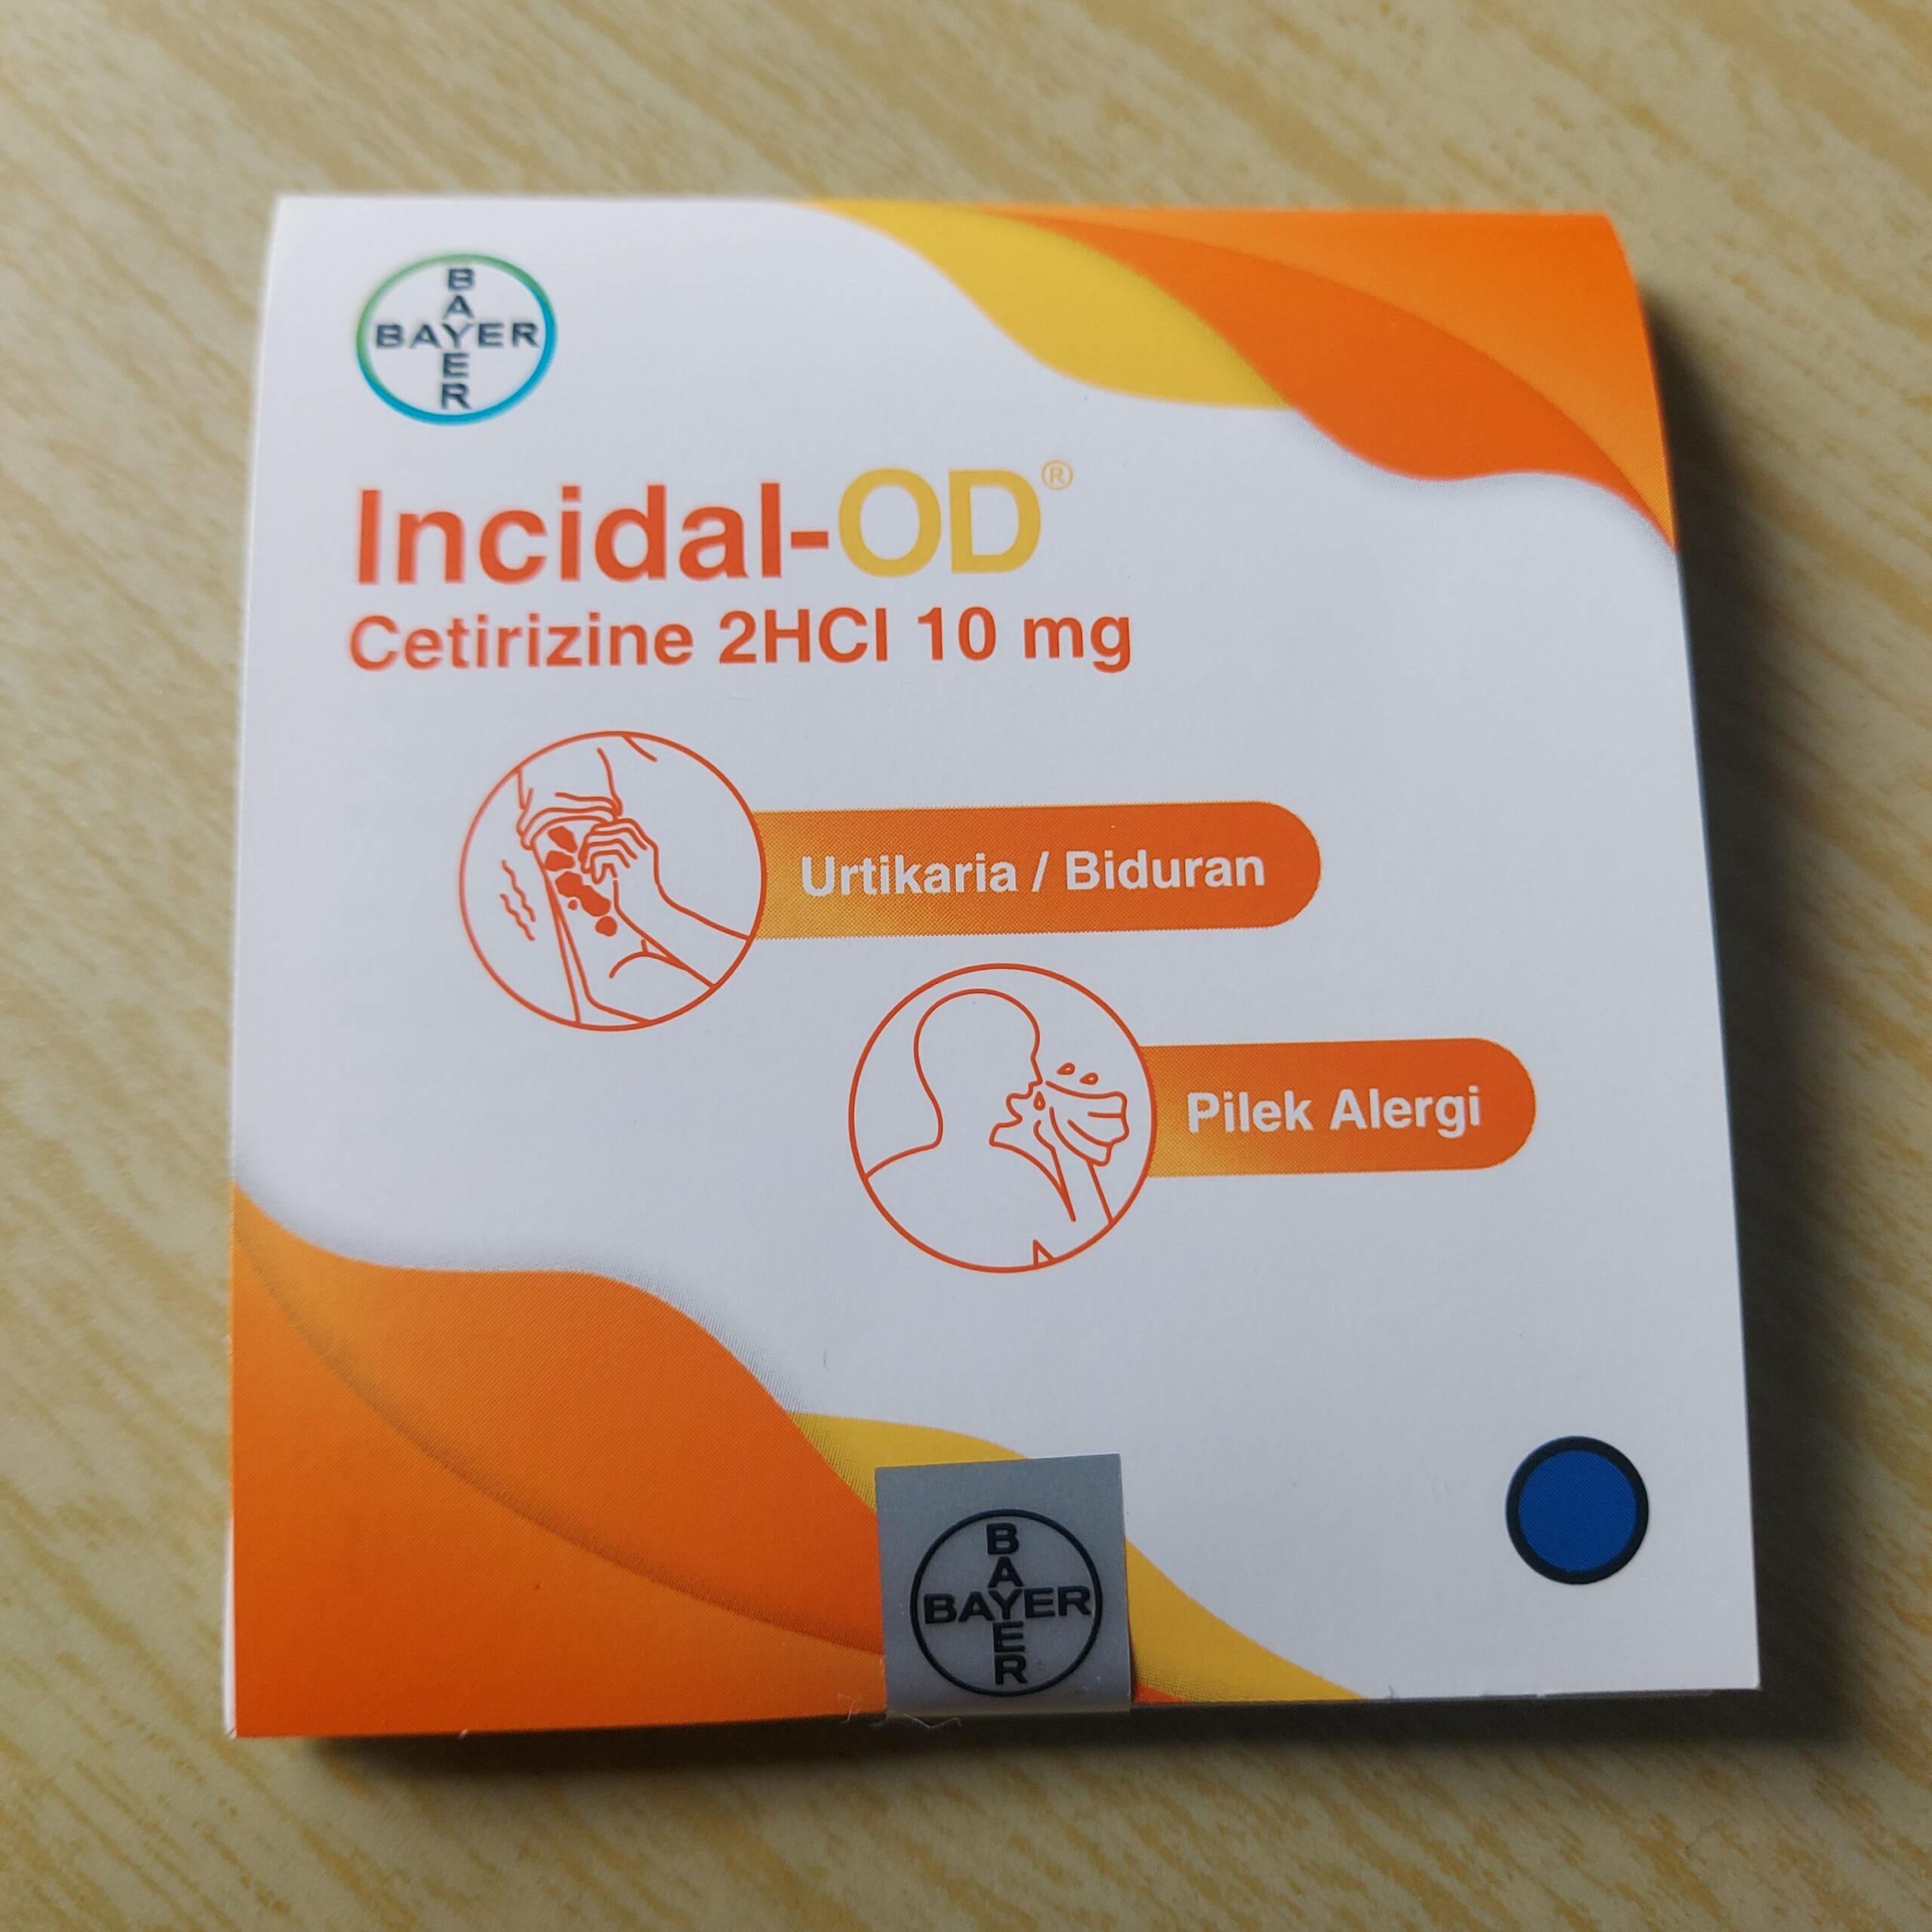 BAYER
BAYER
Incidal-OD®
Cetirizine 2HCl 10 mg
Urtikaria / Biduran
Pilek Alergi
BAYER
BAYER